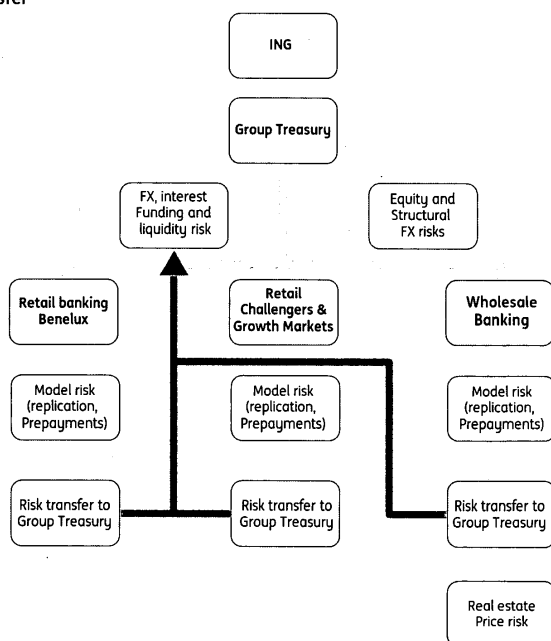 ING
Group Treasury
FX, interest
Funding and
liquidity risk
Equity and
Structural
FX risks
Retail banking
Benelux
Retail
Challengers &
Growth Markets
Wholesale
Banking
Model risk
(replication,
Prepayments)
Model risk
(replication,
Prepayments)
Model risk
(replication,
Prepayments)
Risk transfer to
Group Treasury
Risk transfer to
Group Treasury
Risk transfer to
Group Treasury
Real estate
Price risk